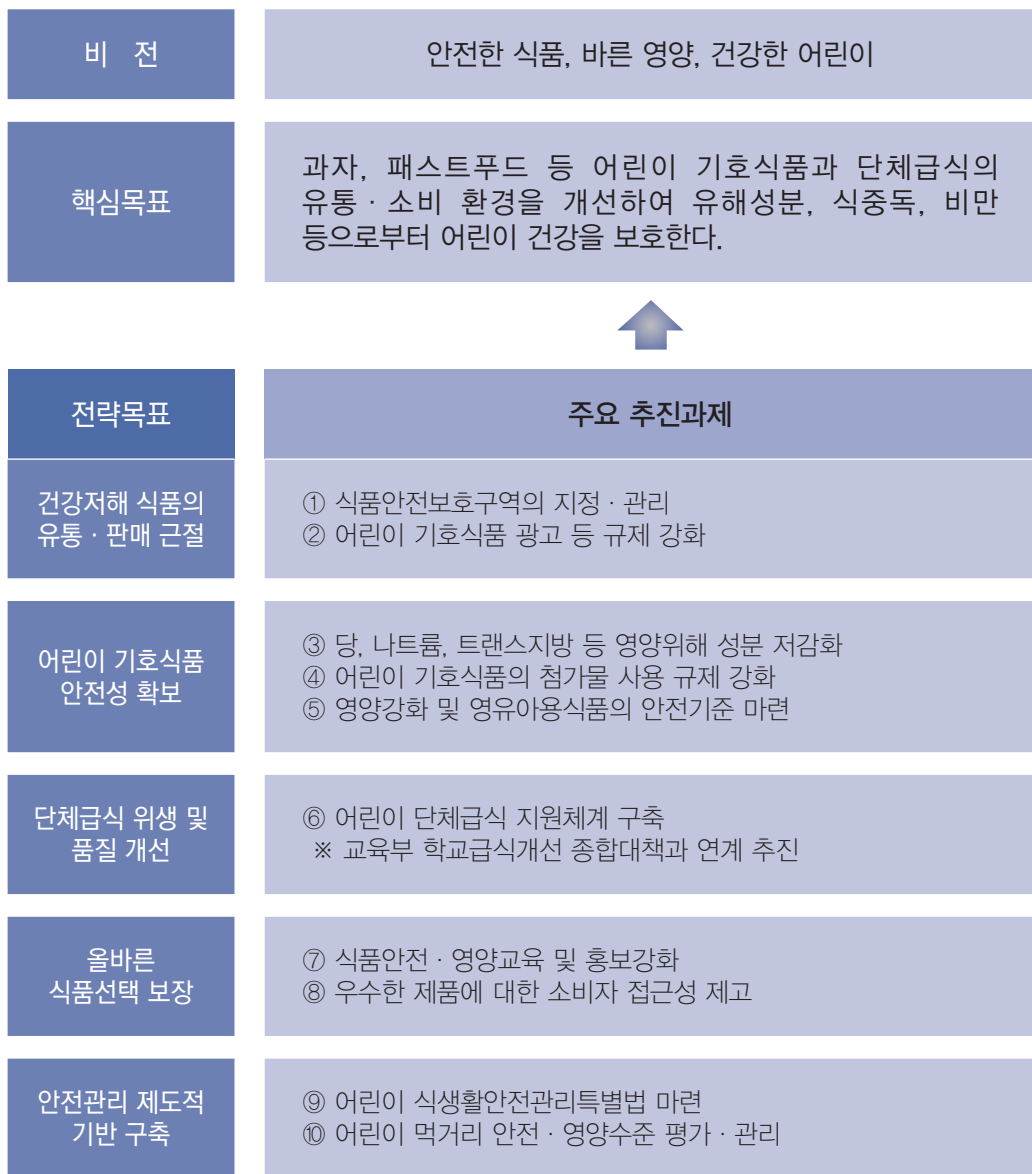 비 전
안전한 식품, 바른 영양, 건강한 어린이
핵심목표
과자, 패스트푸드 등 어린이 기호식품과 단체급식의
유통 · 소비 환경을 개선하여 유해성분, 식중독, 비만
등으로부터 어린이 건강을 보호한다.
전략목표
주요 추진과제
건강저해 식품의
유통 · 판매 근절
① 식품안전보호구역의 지정 · 관리
② 어린이 기호식품 광고 등 규제 강화
어린이 기호식품
안전성 확보
③ 당, 나트륨, 트랜스지방 등 영양위해 성분 저감화
④ 어린이 기호식품의 첨가물 사용 규제 강화
⑤ 영양강화 및 영유아용식품의 안전기준 마련
단체급식 위생 및
품질 개선
⑥ 어린이 단체급식 지원체계 구축
※ 교육부 학교급식개선 종합대책과 연계 추진
올바른
식품선택 보장
⑦ 식품안전 · 영양교육 및 홍보강화
⑧ 우수한 제품에 대한 소비자 접근성 제고
안전관리 제도적
기반 구축
⑨ 어린이 식생활안전관리특별법 마련
⑩ 어린이 먹거리 안전 · 영양수준 평가 · 관리